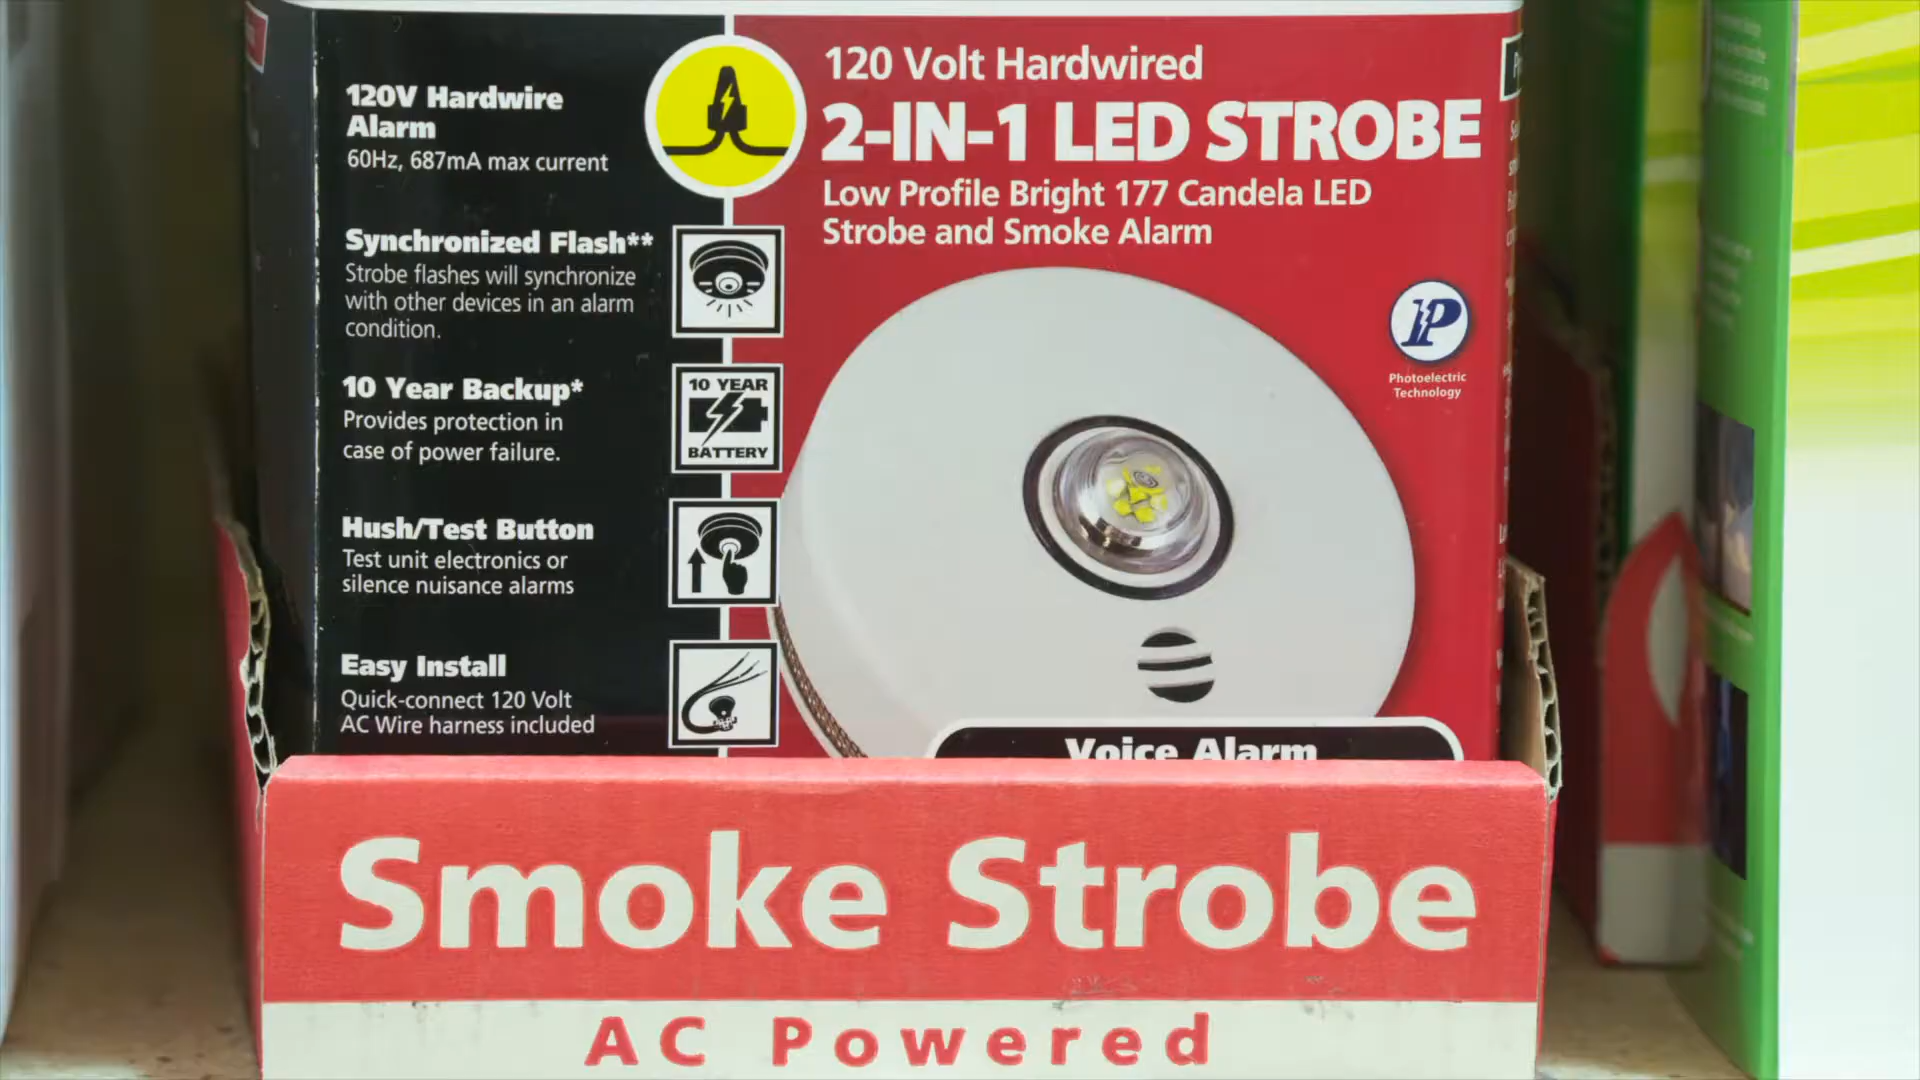 120V Hardwire
Alarm
60Hz, 687mA max current
Synchronized Flash**
Strobe flashes will synchronize
with other devices in an alarm
condition.
10 Year Backup*
Provides protection in
case of power failure.
10 YEAR
BATTERY
Hush/Test Button
Test unit electronics or
silence nuisance alarms
Easy Install
Quick-connect 120 Volt
AC Wire harness included
120 Volt Hardwired
2-IN-1 LED STROBE
Low Profile Bright 177 Candela LED
Strobe and Smoke Alarm
P
Photoelectric
Technology
Voice Alarm
Smoke Strobe
AC Powered